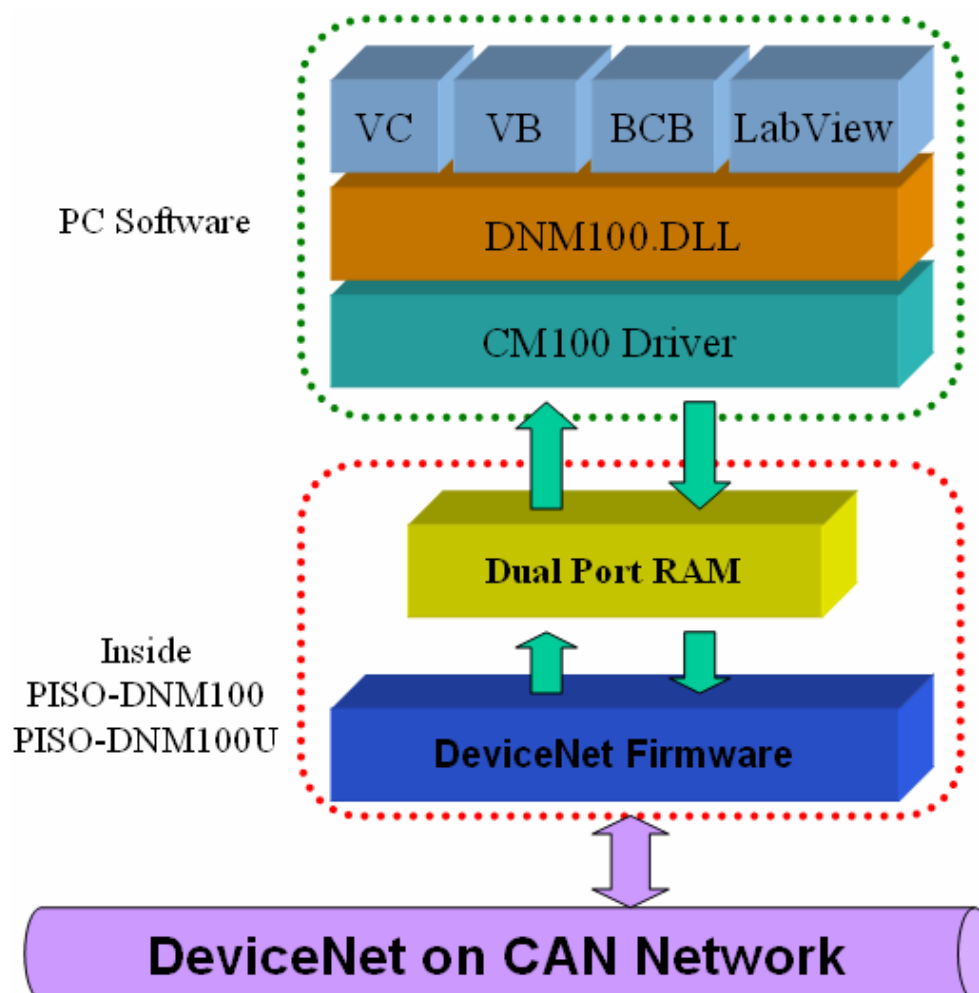 VC
VB
BCB
LabView
PC Software
DNM100.DLL
CM100 Driver
Dual Port RAM
Inside
PISO-DNM100
PISO-DNM100U
DeviceNet Firmware
DeviceNet on CAN Network